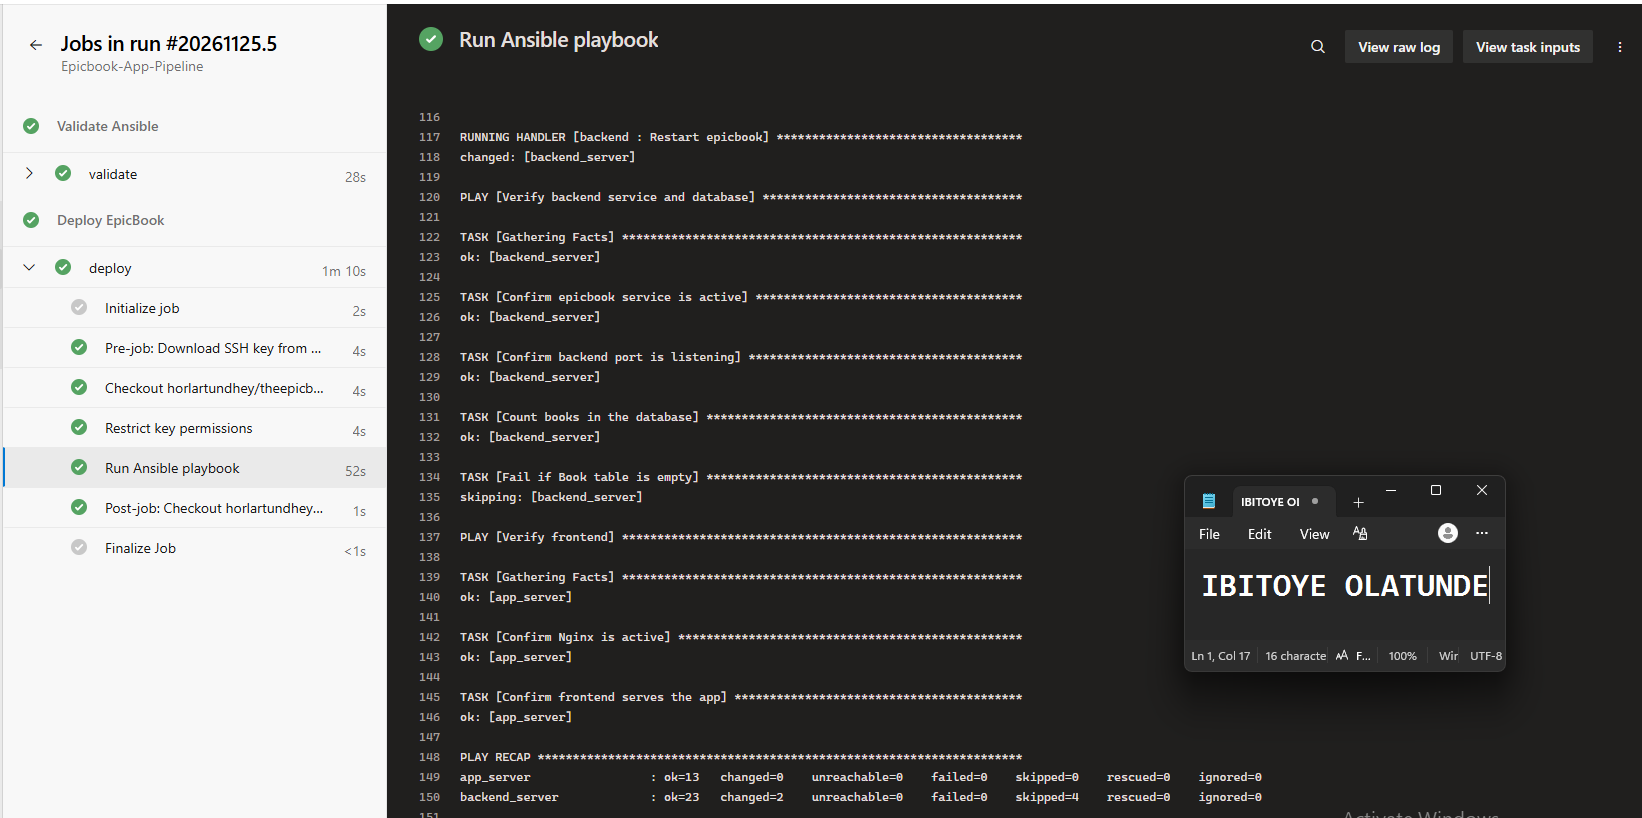 Jobs in run #20261125.5
Epicbook-App-Pipeline
Validate Ansible
validate 28s
Deploy EpicBook
deploy 1m 10s
Initialize job 2s
Pre-job: Download SSH key from ... 4s
Checkout horlartundhey/theepicb... 4s
Restrict key permissions 4s
Run Ansible playbook 52s
Post-job: Checkout horlartundhey... 1s
Finalize Job <1s
Run Ansible playbook
View raw log
View task inputs
116
117 RUNNING HANDLER [backend : Restart epicbook] ***********************************
118 changed: [backend_server]
119
120 PLAY [Verify backend service and database] *************************************
121
122 TASK [Gathering Facts] *********************************************************
123 ok: [backend_server]
124
125 TASK [Confirm epicbook service is active] **************************************
126 ok: [backend_server]
127
128 TASK [Confirm backend port is listening] ***************************************
129 ok: [backend_server]
130
131 TASK [Count books in the database] *********************************************
132 ok: [backend_server]
133
134 TASK [Fail if Book table is empty] *********************************************
135 skipping: [backend_server]
136
137 PLAY [Verify frontend] *********************************************************
138
139 TASK [Gathering Facts] *********************************************************
140 ok: [app_server]
141
142 TASK [Confirm Nginx is active] *************************************************
143 ok: [app_server]
144
145 TASK [Confirm frontend serves the app] *****************************************
146 ok: [app_server]
147
148 PLAY RECAP *********************************************************************
149 app_server : ok=13 changed=0 unreachable=0 failed=0 skipped=0 rescued=0 ignored=0
150 backend_server : ok=23 changed=2 unreachable=0 failed=0 skipped=4 rescued=0 ignored=0
151
IBITOYE Ol
File Edit View
IBITOYE OLATUNDE
Ln 1, Col 17 16 characte F... 100% Wir UTF-8
Activate Windows